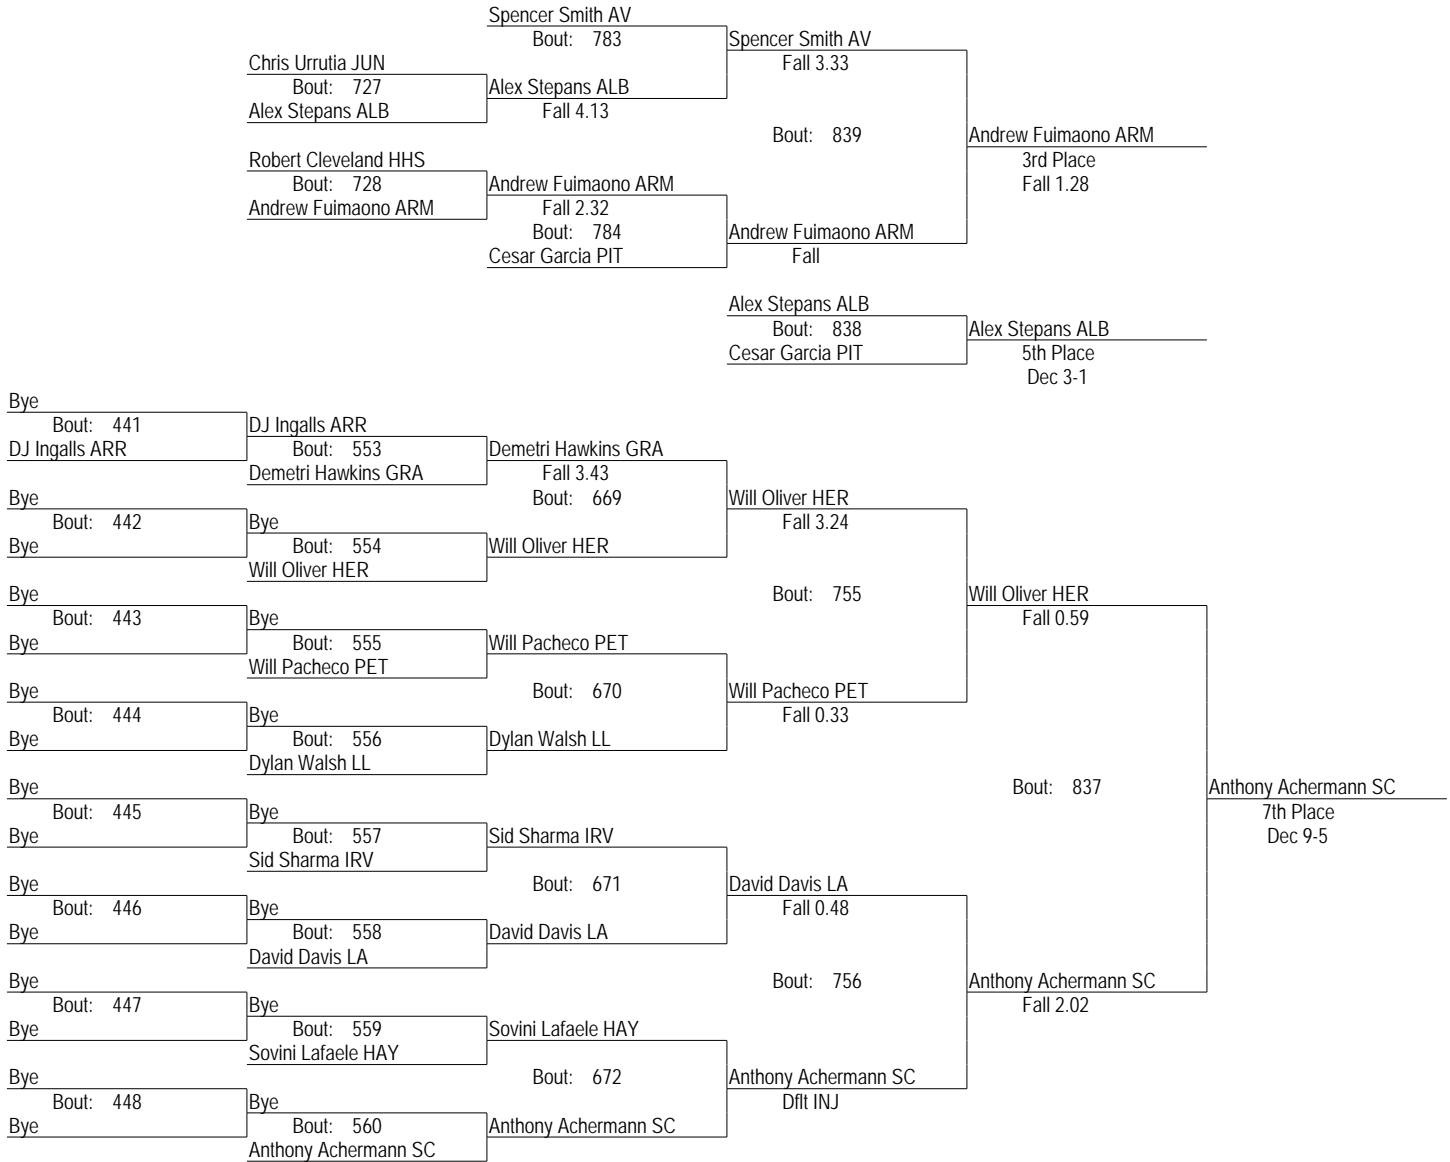 Spencer Smith AV
Bout: 783
Spencer Smith AV
Fall 3.33
Chris Urrutia JUN
Bout: 727
Alex Stepans ALB
Alex Stepans ALB
Fall 4.13
Bout: 839
Andrew Fuimaono ARM
3rd Place
Fall 1.28
Robert Cleveland HHS
Bout: 728
Andrew Fuimaono ARM
Andrew Fuimaono ARM
Fall 2.32
Bout: 784
Cesar Garcia PIT
Andrew Fuimaono ARM
Fall
Alex Stepans ALB
Bout: 838
Cesar Garcia PIT
Alex Stepans ALB
5th Place
Dec 3-1
Bye
Bout: 441
DJ Ingalls ARR
DJ Ingalls ARR
Bout: 553
Demetri Hawkins GRA
Demetri Hawkins GRA
Fall 3.43
Bout: 669
Bye
Bout: 442
Bye
Bye
Bout: 554
Will Oliver HER
Will Oliver HER
Will Oliver HER
Fall 3.24
Bye
Bout: 443
Bye
Bye
Bout: 555
Will Pacheco PET
Will Pacheco PET
Bout: 755
Will Oliver HER
Fall 0.59
Bout: 670
Will Pacheco PET
Fall 0.33
Bye
Bout: 444
Bye
Bye
Bout: 556
Dylan Walsh LL
Dylan Walsh LL
Bout: 837
Anthony Achermann SC
7th Place
Dec 9-5
Bye
Bout: 445
Bye
Bye
Bout: 557
Sid Sharma IRV
Sid Sharma IRV
Bout: 671
David Davis LA
Fall 0.48
Bye
Bout: 446
Bye
Bye
Bout: 558
David Davis LA
David Davis LA
Bout: 756
Anthony Achermann SC
Fall 2.02
Bye
Bout: 447
Bye
Bye
Bout: 559
Sovini Lafaele HAY
Sovini Lafaele HAY
Bout: 672
Anthony Achermann SC
Dflt INJ
Bye
Bout: 448
Bye
Bye
Bout: 560
Anthony Achermann SC
Anthony Achermann SC